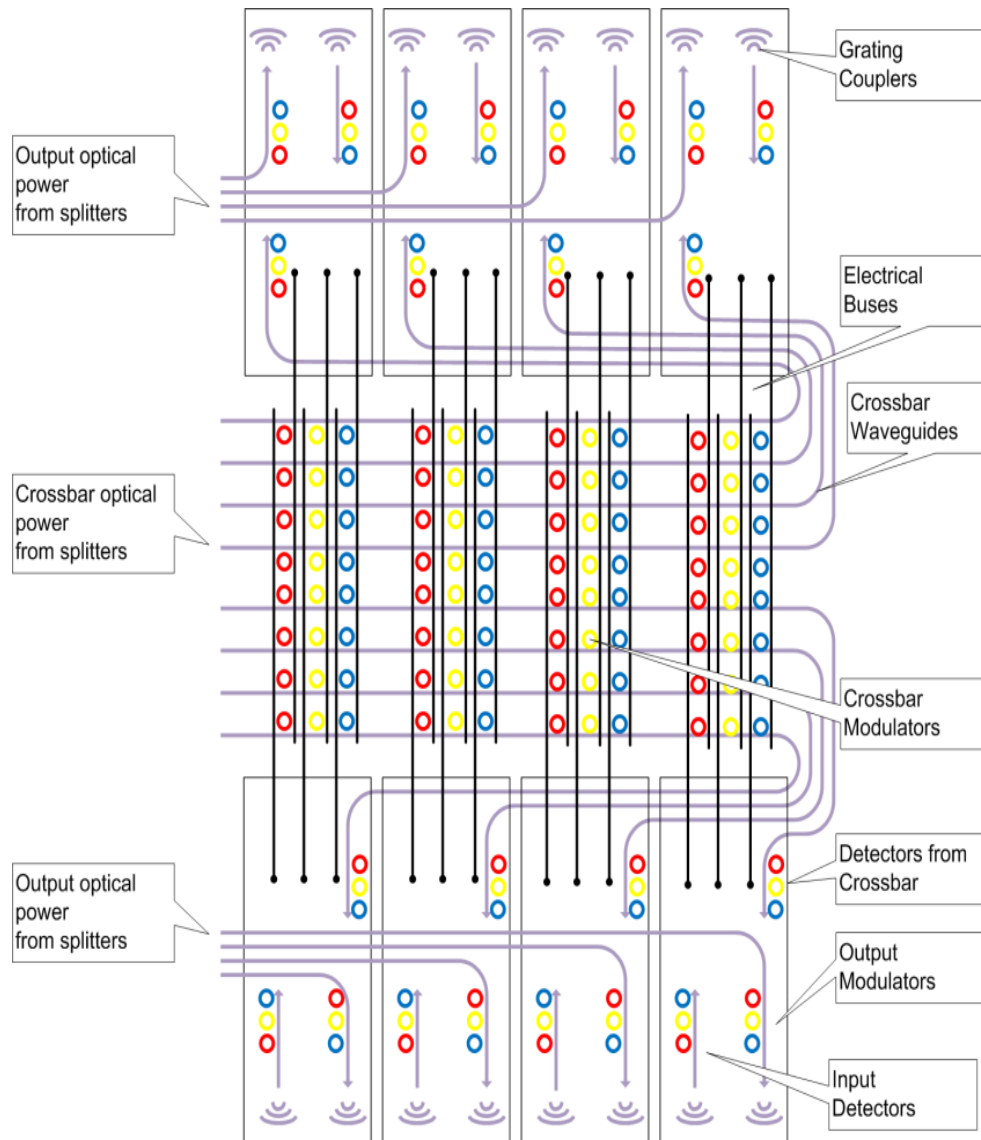 Grating
Couplers
Output optical
power
from splitters
Electrical
Buses
Crossbar
Waveguides
Crossbar optical
power
from splitters
Crossbar
Modulators
Detectors from
Crossbar
Output optical
power
from splitters
Output
Modulators
Input
Detectors